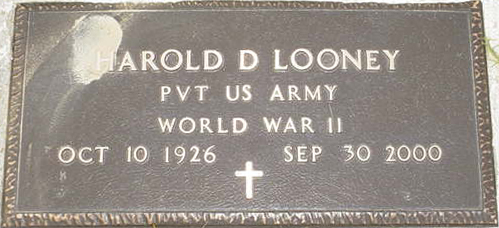 HAROLD D LOONEY
PVT US ARMY
WORLD WAR II
OCT 10 1926 SEP 30 2000